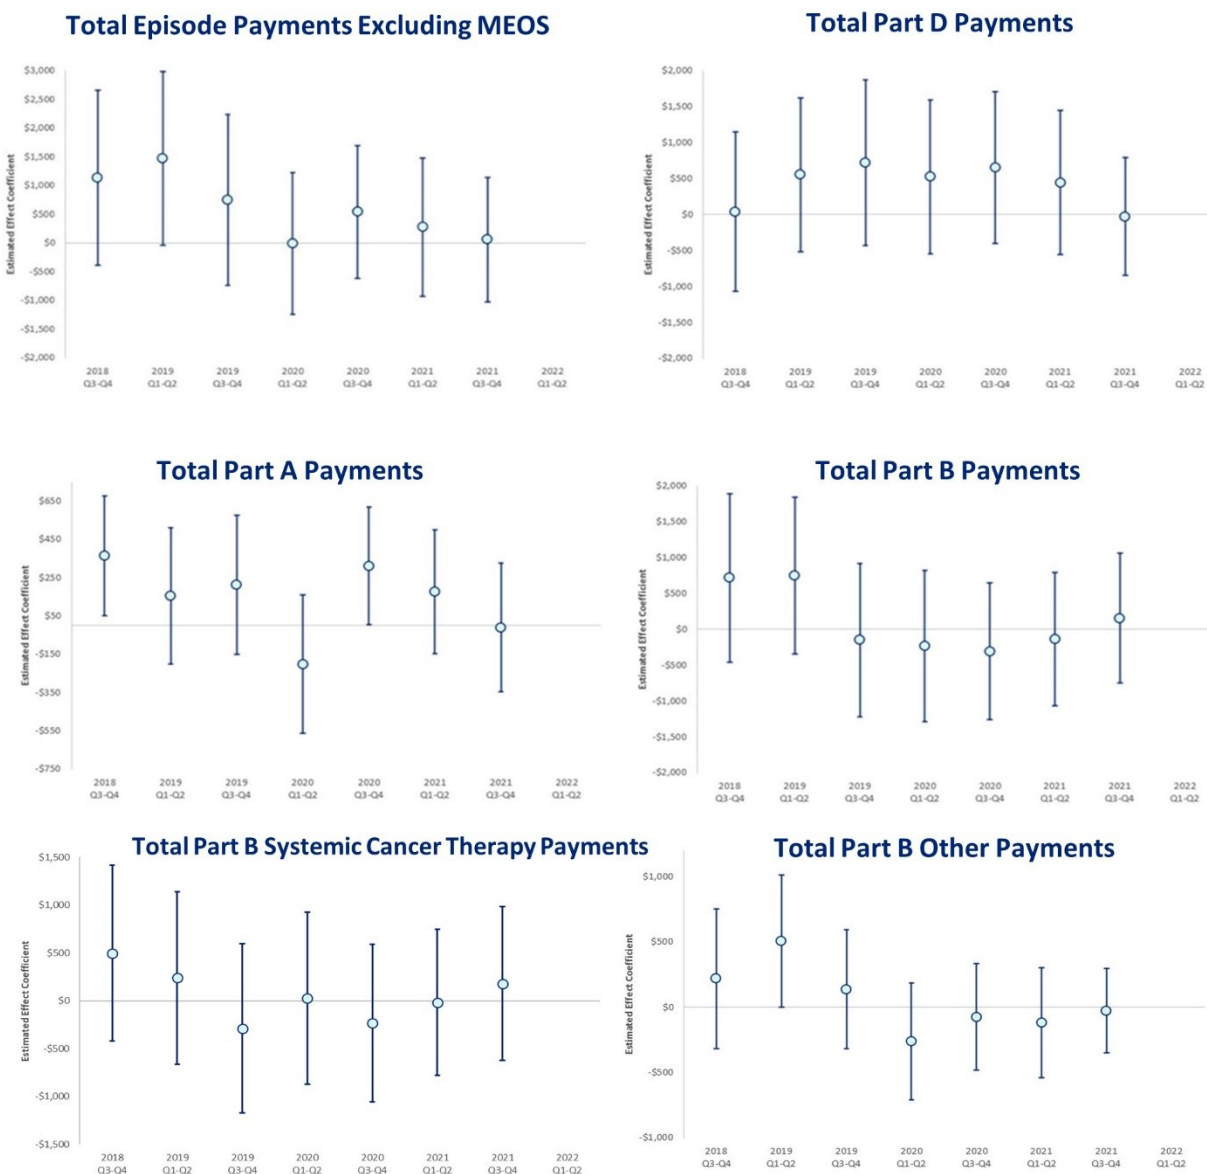 Total Episode Payments Excluding MEOS
Estimated Effect Coefficient
$3,000
$2,500
$2,000
$1,500
$1,000
$500
$0
-$500
-$1,000
-$1,500
-$2,000
2018 2019 2019 2020 2020 2021 2021 2022
Q3-Q4 Q1-Q2 Q3-Q4 Q1-Q2 Q3-Q4 Q1-Q2 Q3-Q4 Q1-Q2
Total Part D Payments
Estimated Effect Coefficient
$2,000
$1,500
$1,000
$500
$0
-$500
-$1,000
-$1,500
-$2,000
2018 2019 2019 2020 2020 2021 2021 2022
Q3-Q4 Q1-Q2 Q3-Q4 Q1-Q2 Q3-Q4 Q1-Q2 Q3-Q4 Q1-Q2
Total Part A Payments
Estimated Effect Coefficient
$650
$450
$250
$50
-$150
-$350
-$550
-$750
2018 2019 2019 2020 2020 2021 2021 2022
Q3-Q4 Q1-Q2 Q3-Q4 Q1-Q2 Q3-Q4 Q1-Q2 Q3-Q4 Q1-Q2
Total Part B Payments
Estimated Effect Coefficient
$2,000
$1,500
$1,000
$500
$0
-$500
-$1,000
-$1,500
-$2,000
2018 2019 2019 2020 2020 2021 2021 2022
Q3-Q4 Q1-Q2 Q3-Q4 Q1-Q2 Q3-Q4 Q1-Q2 Q3-Q4 Q1-Q2
Total Part B Systemic Cancer Therapy Payments
Estimated Effect Coefficient
$1,500
$1,000
$500
$0
-$500
-$1,000
-$1,500
2018 2019 2019 2020 2020 2021 2021 2022
Q3-Q4 Q1-Q2 Q3-Q4 Q1-Q2 Q3-Q4 Q1-Q2 Q3-Q4 Q1-Q2
Total Part B Other Payments
Estimated Effect Coefficient
$1,000
$500
$0
-$500
-$1,000
2018 2019 2019 2020 2020 2021 2021 2022
Q3-Q4 Q1-Q2 Q3-Q4 Q1-Q2 Q3-Q4 Q1-Q2 Q3-Q4 Q1-Q2